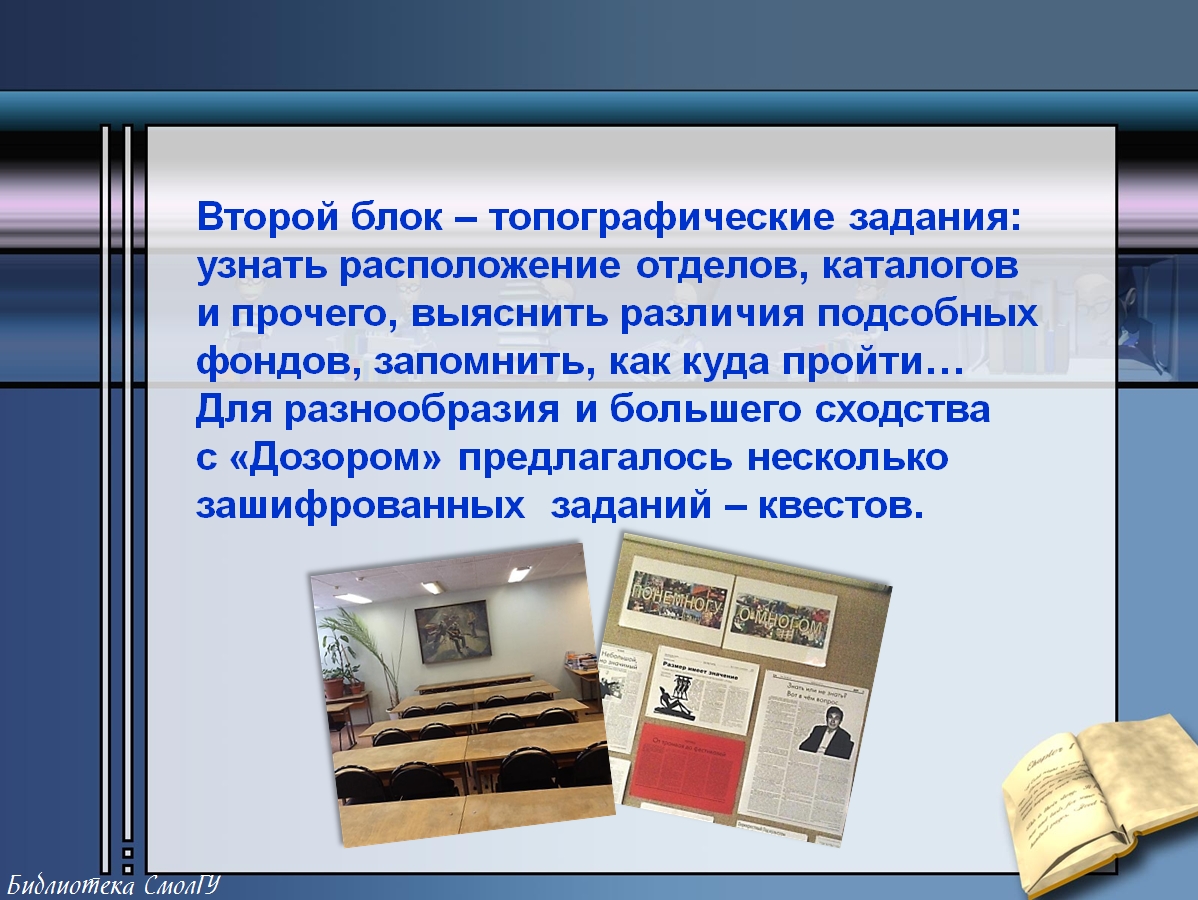 Второй блок – топографические задания:
узнать расположение отделов, каталогов
и прочего, выяснить различия подсобных
фондов, запомнить, как куда пройти…
Для разнообразия и большего сходства
с «Дозором» предлагалось несколько
зашифрованных заданий – квестов.
ПОНЕМНОГУ
О МНОГОМ
Небольшой,
значимый
Размер имеет значение
Знать или не знать?
Вот в чём вопрос...
Chapter 1
Библиотека СмолГУ